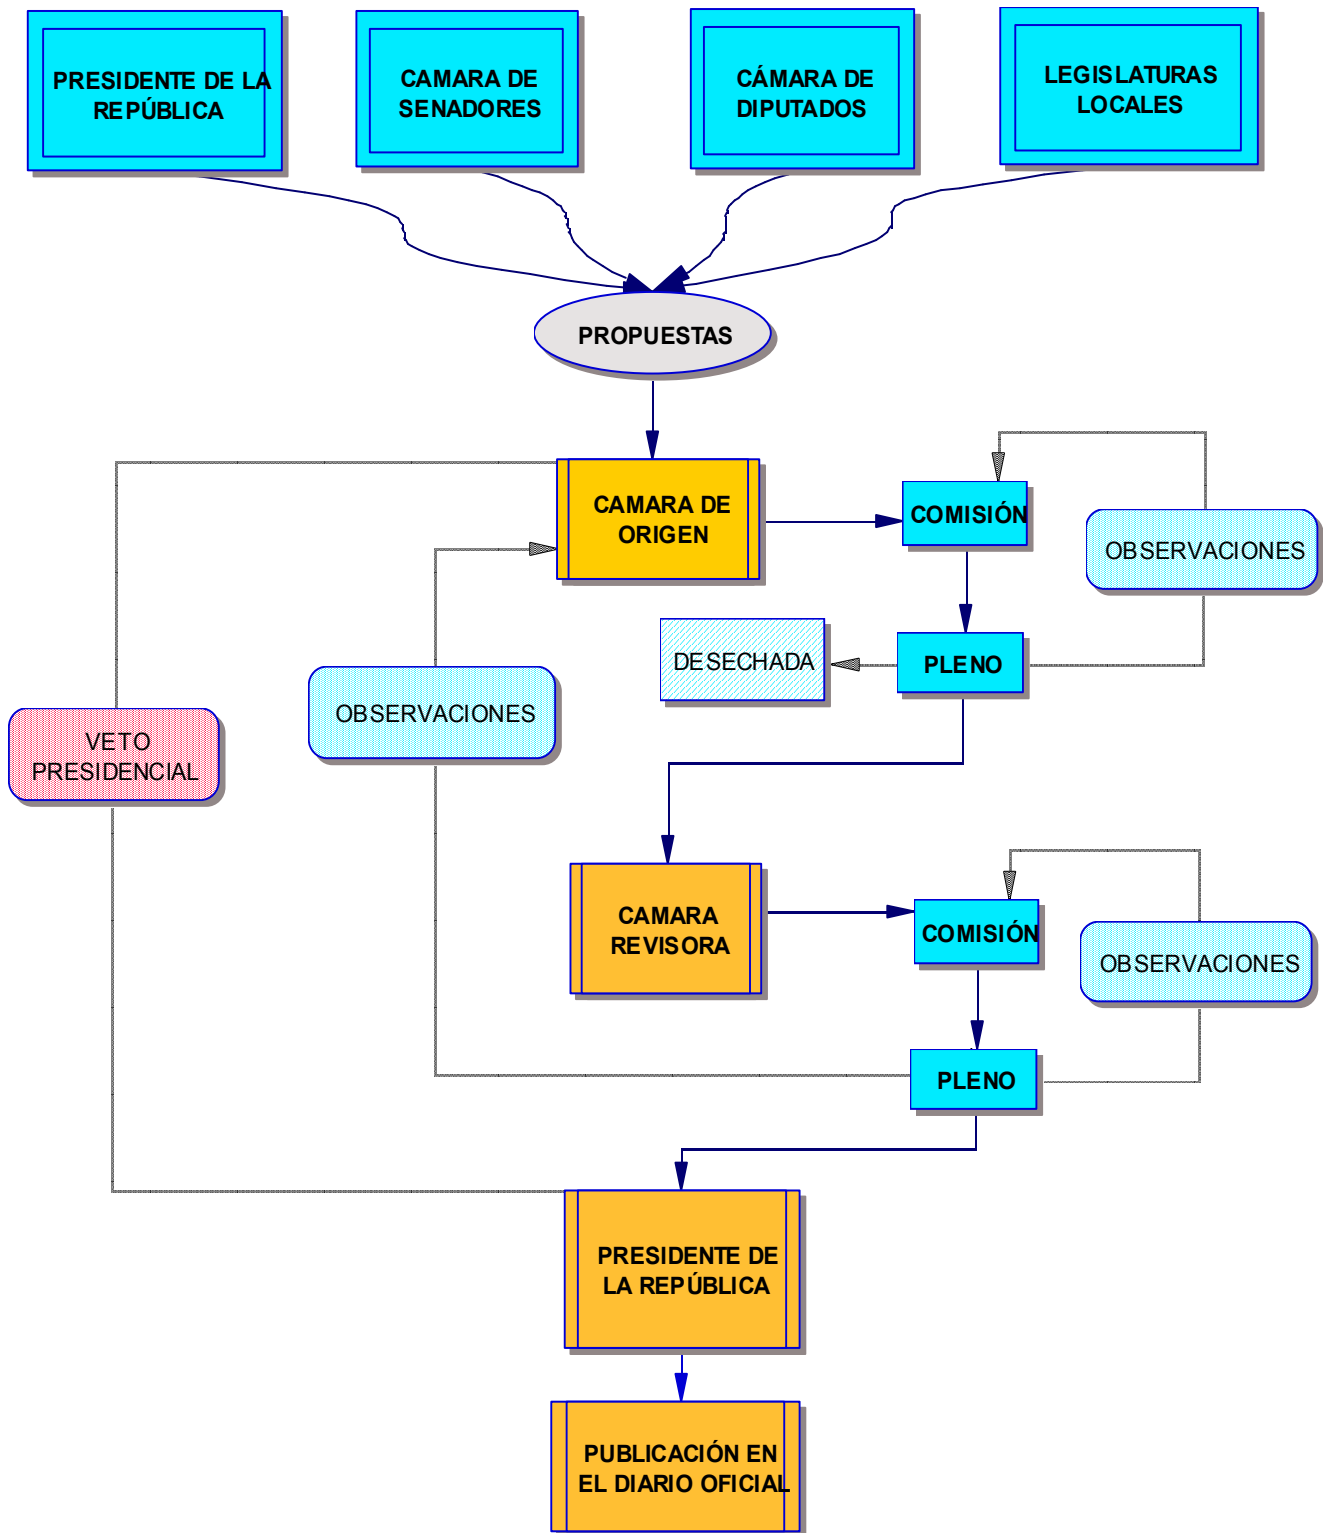 PRESIDENTE DE LA
REPÚBLICA
CAMARA DE
SENADORES
CÁMARA DE
DIPUTADOS
LEGISLATURAS
LOCALES
PROPUESTAS
CAMARA DE
ORIGEN
COMISIÓN
OBSERVACIONES
DESECHADA
PLENO
OBSERVACIONES
VETO
PRESIDENCIAL
CAMARA
REVISORA
COMISIÓN
OBSERVACIONES
PLENO
PRESIDENTE DE
LA REPÚBLICA
PUBLICACIÓN EN
EL DIARIO OFICIAL